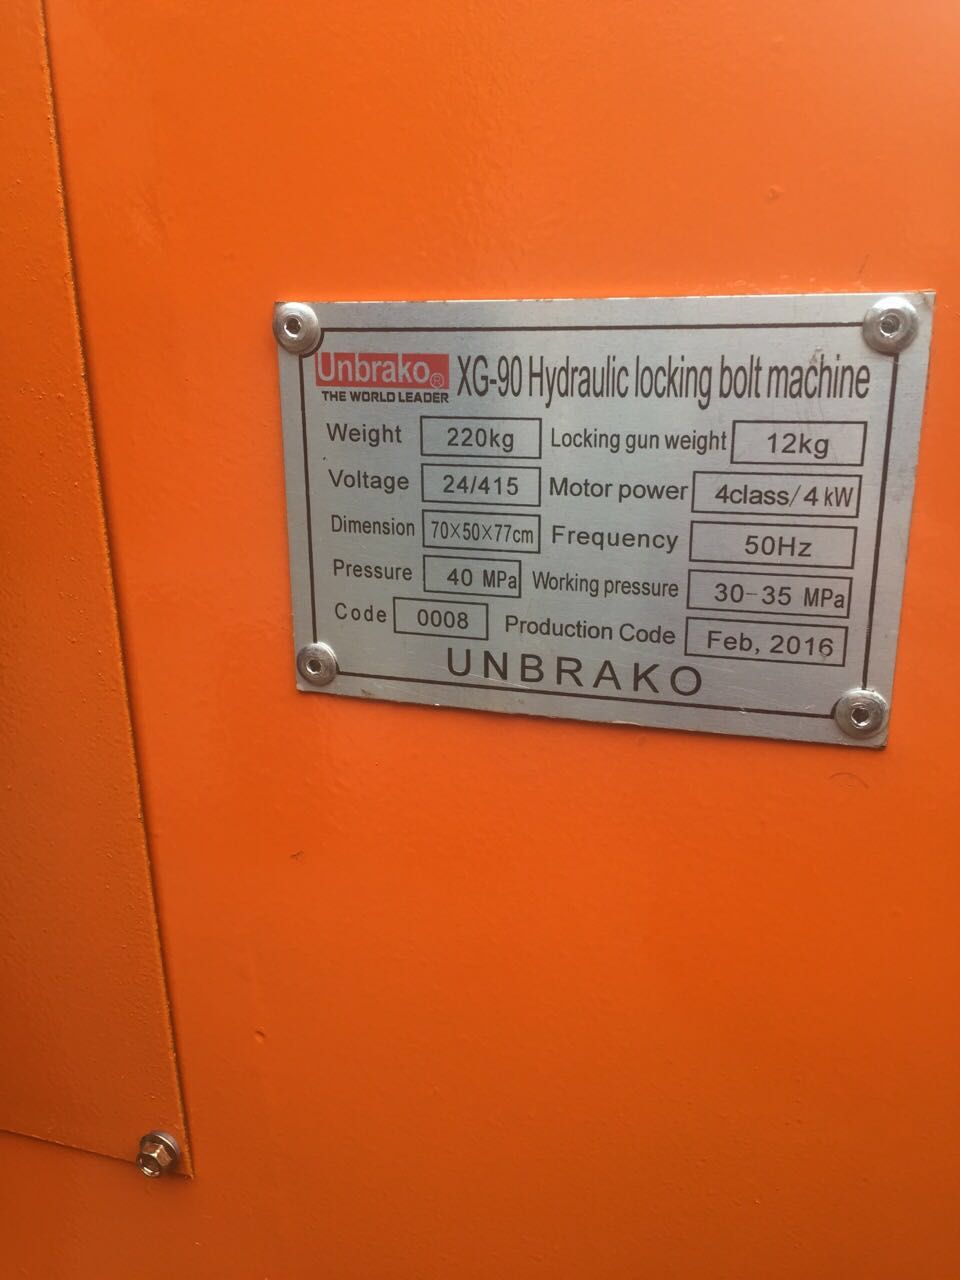 Unbrako® XG-90 Hydraulic locking bolt machine
THE WORLD LEADER
Weight 220kg Locking gun weight 12kg
Voltage 24/415 Motor power 4class/4kW
Dimension 70×50×77cm Frequency 50Hz
Pressure 40 MPa Working pressure 30-35 MPa
Code 0008 Production Code Feb, 2016
UNBRAKO